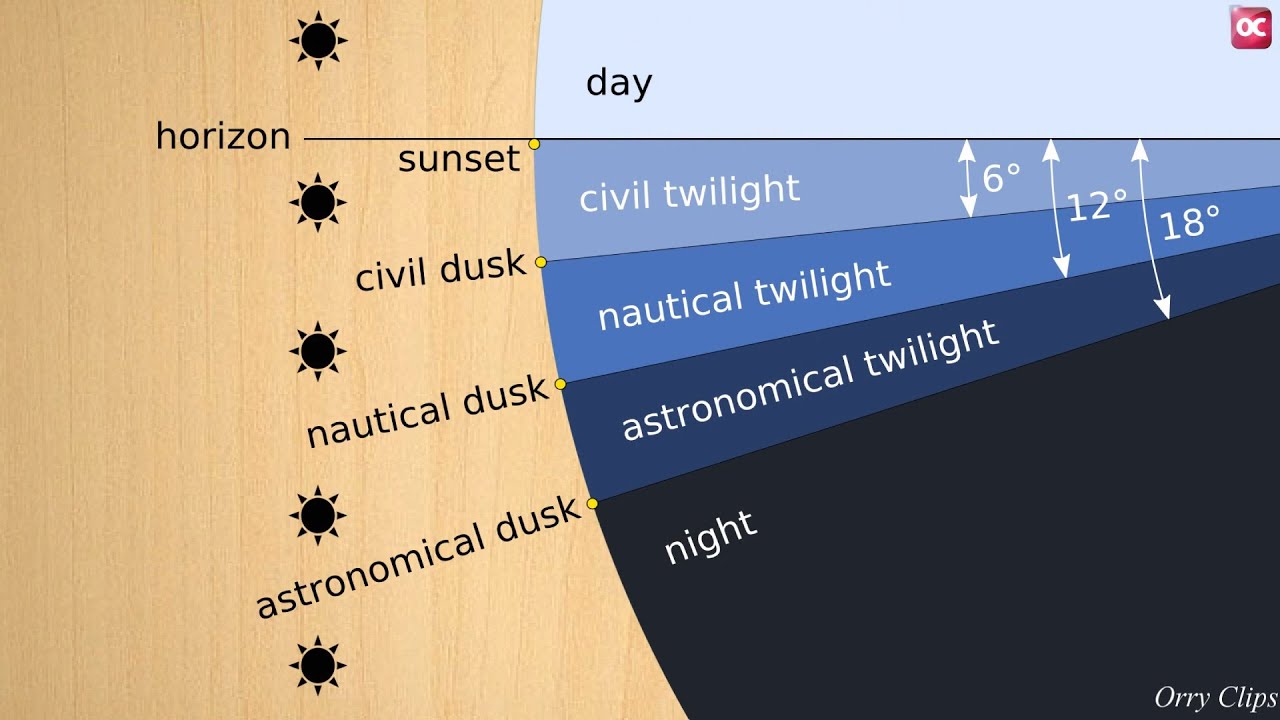 OC
day
horizon
sunset
civil twilight
6°
12°
18°
civil dusk
nautical twilight
nautical dusk
astronomical twilight
astronomical dusk
night
Orry Clips